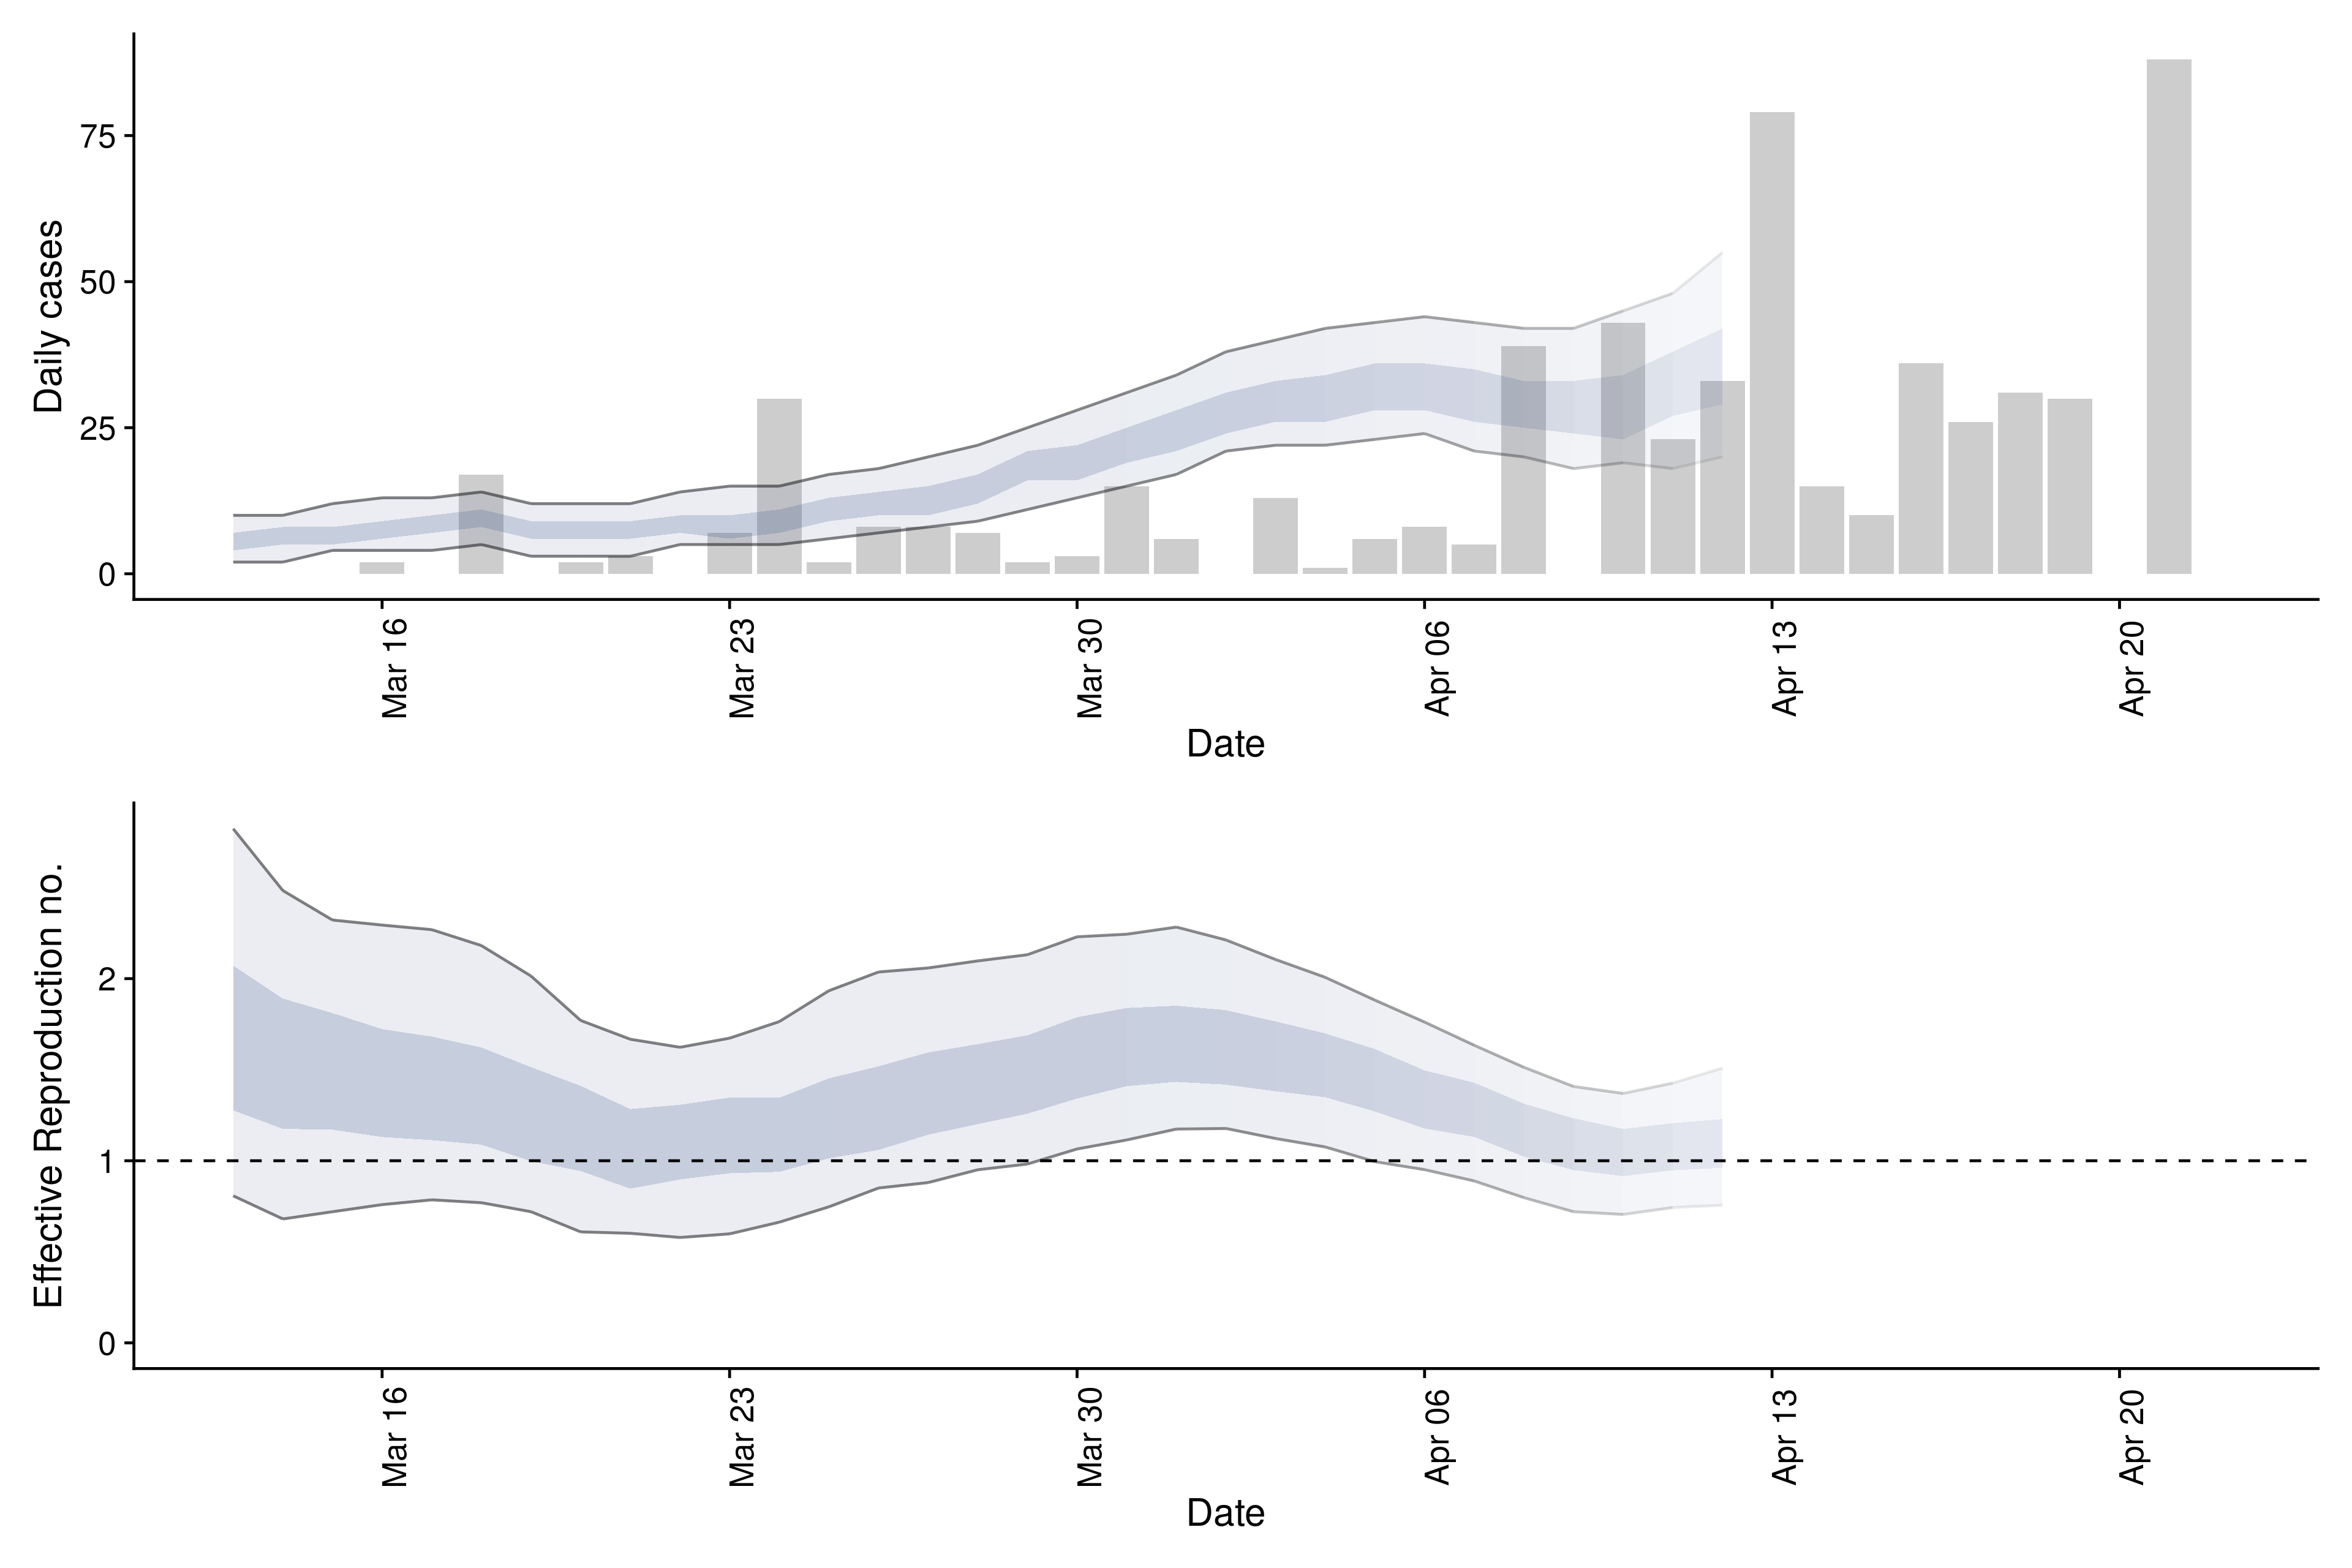 Daily cases
75
50
25
0
Mar 16
Mar 23
Mar 30
Apr 06
Apr 13
Apr 20
Date
Effective Reproduction no.
2
1
0
Mar 16
Mar 23
Mar 30
Apr 06
Apr 13
Apr 20
Date